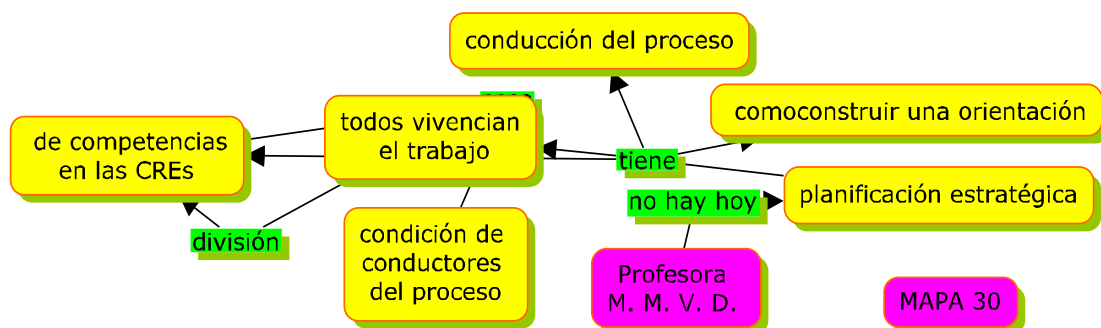 conducción del proceso
comoconstruir una orientación
todos vivencian
el trabajo
de competencias
en las CREs
tiene
planificación estratégica
no hay hoy
división
condición de
conductores
del proceso
Profesora
M. M. V. D.
MAPA 30